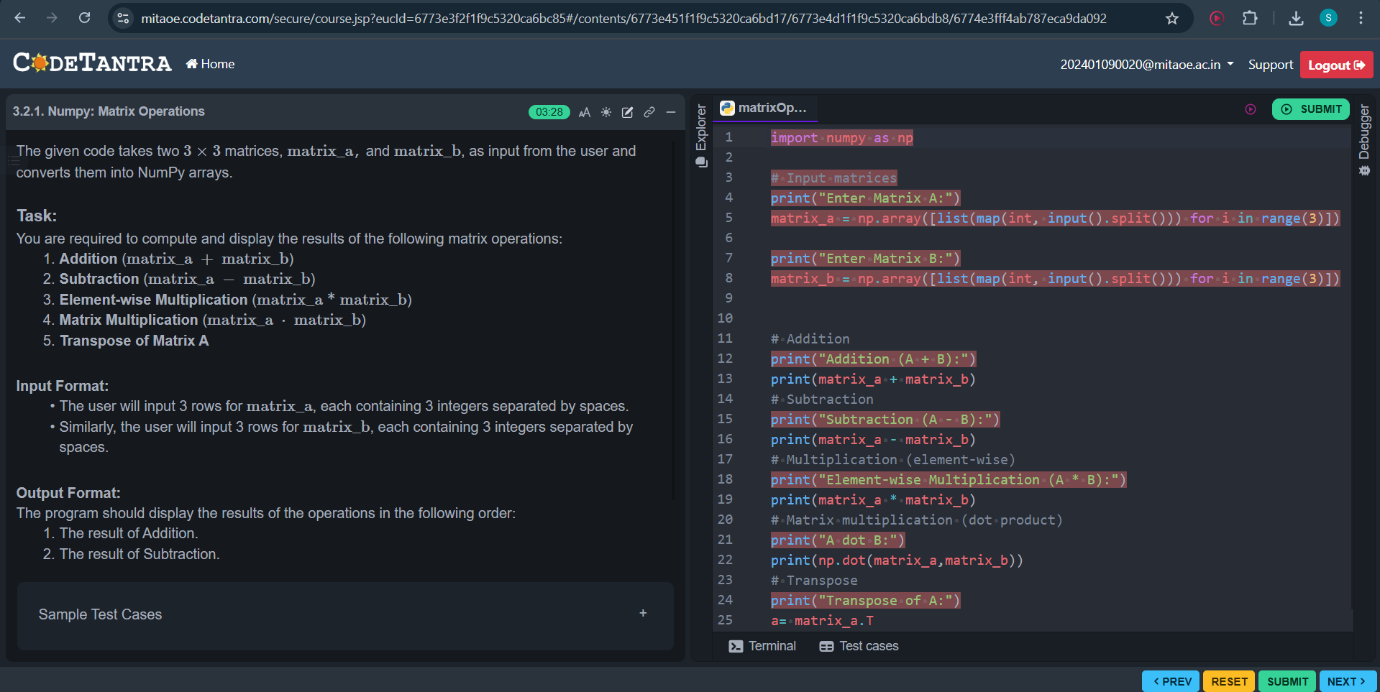 mitaoe.codetantra.com/secure/course.jsp?eucId=6773e3f2f1f9c5320ca6bc85#/contents/6773e451f1f9c5320ca6bd17/6773e4d1f1f9c5320ca6bdb8/6774e3fff4ab787eca9da092
S
CODETANTRA Home
202401090020@mitaoe.ac.in Support Logout
3.2.1. Numpy: Matrix Operations
03:28
AA
The given code takes two 3 × 3 matrices, matrix_a, and matrix_b, as input from the user and
converts them into NumPy arrays.
Task:
You are required to compute and display the results of the following matrix operations:
1. Addition (matrix_a + matrix_b)
2. Subtraction (matrix_a − matrix_b)
3. Element-wise Multiplication (matrix_a * matrix_b)
4. Matrix Multiplication (matrix_a · matrix_b)
5. Transpose of Matrix A
Input Format:
• The user will input 3 rows for matrix_a, each containing 3 integers separated by spaces.
• Similarly, the user will input 3 rows for matrix_b, each containing 3 integers separated by
spaces.
Output Format:
The program should display the results of the operations in the following order:
1. The result of Addition.
2. The result of Subtraction.
Sample Test Cases +
Explorer
matrixOp...
SUBMIT
Debugger
1 import numpy as np
2
3 # Input matrices
4 print("Enter Matrix A:")
5 matrix_a = np.array([list(map(int, input().split())) for i in range(3)])
6
7 print("Enter Matrix B:")
8 matrix_b = np.array([list(map(int, input().split())) for i in range(3)])
9
10
11 # Addition
12 print("Addition (A + B):")
13 print(matrix_a + matrix_b)
14 # Subtraction
15 print("Subtraction (A - B):")
16 print(matrix_a - matrix_b)
17 # Multiplication (element-wise)
18 print("Element-wise Multiplication (A * B):")
19 print(matrix_a * matrix_b)
20 # Matrix multiplication (dot product)
21 print("A dot B:")
22 print(np.dot(matrix_a,matrix_b))
23 # Transpose
24 print("Transpose of A:")
25 a= matrix_a.T
Terminal Test cases
< PREV RESET SUBMIT NEXT >